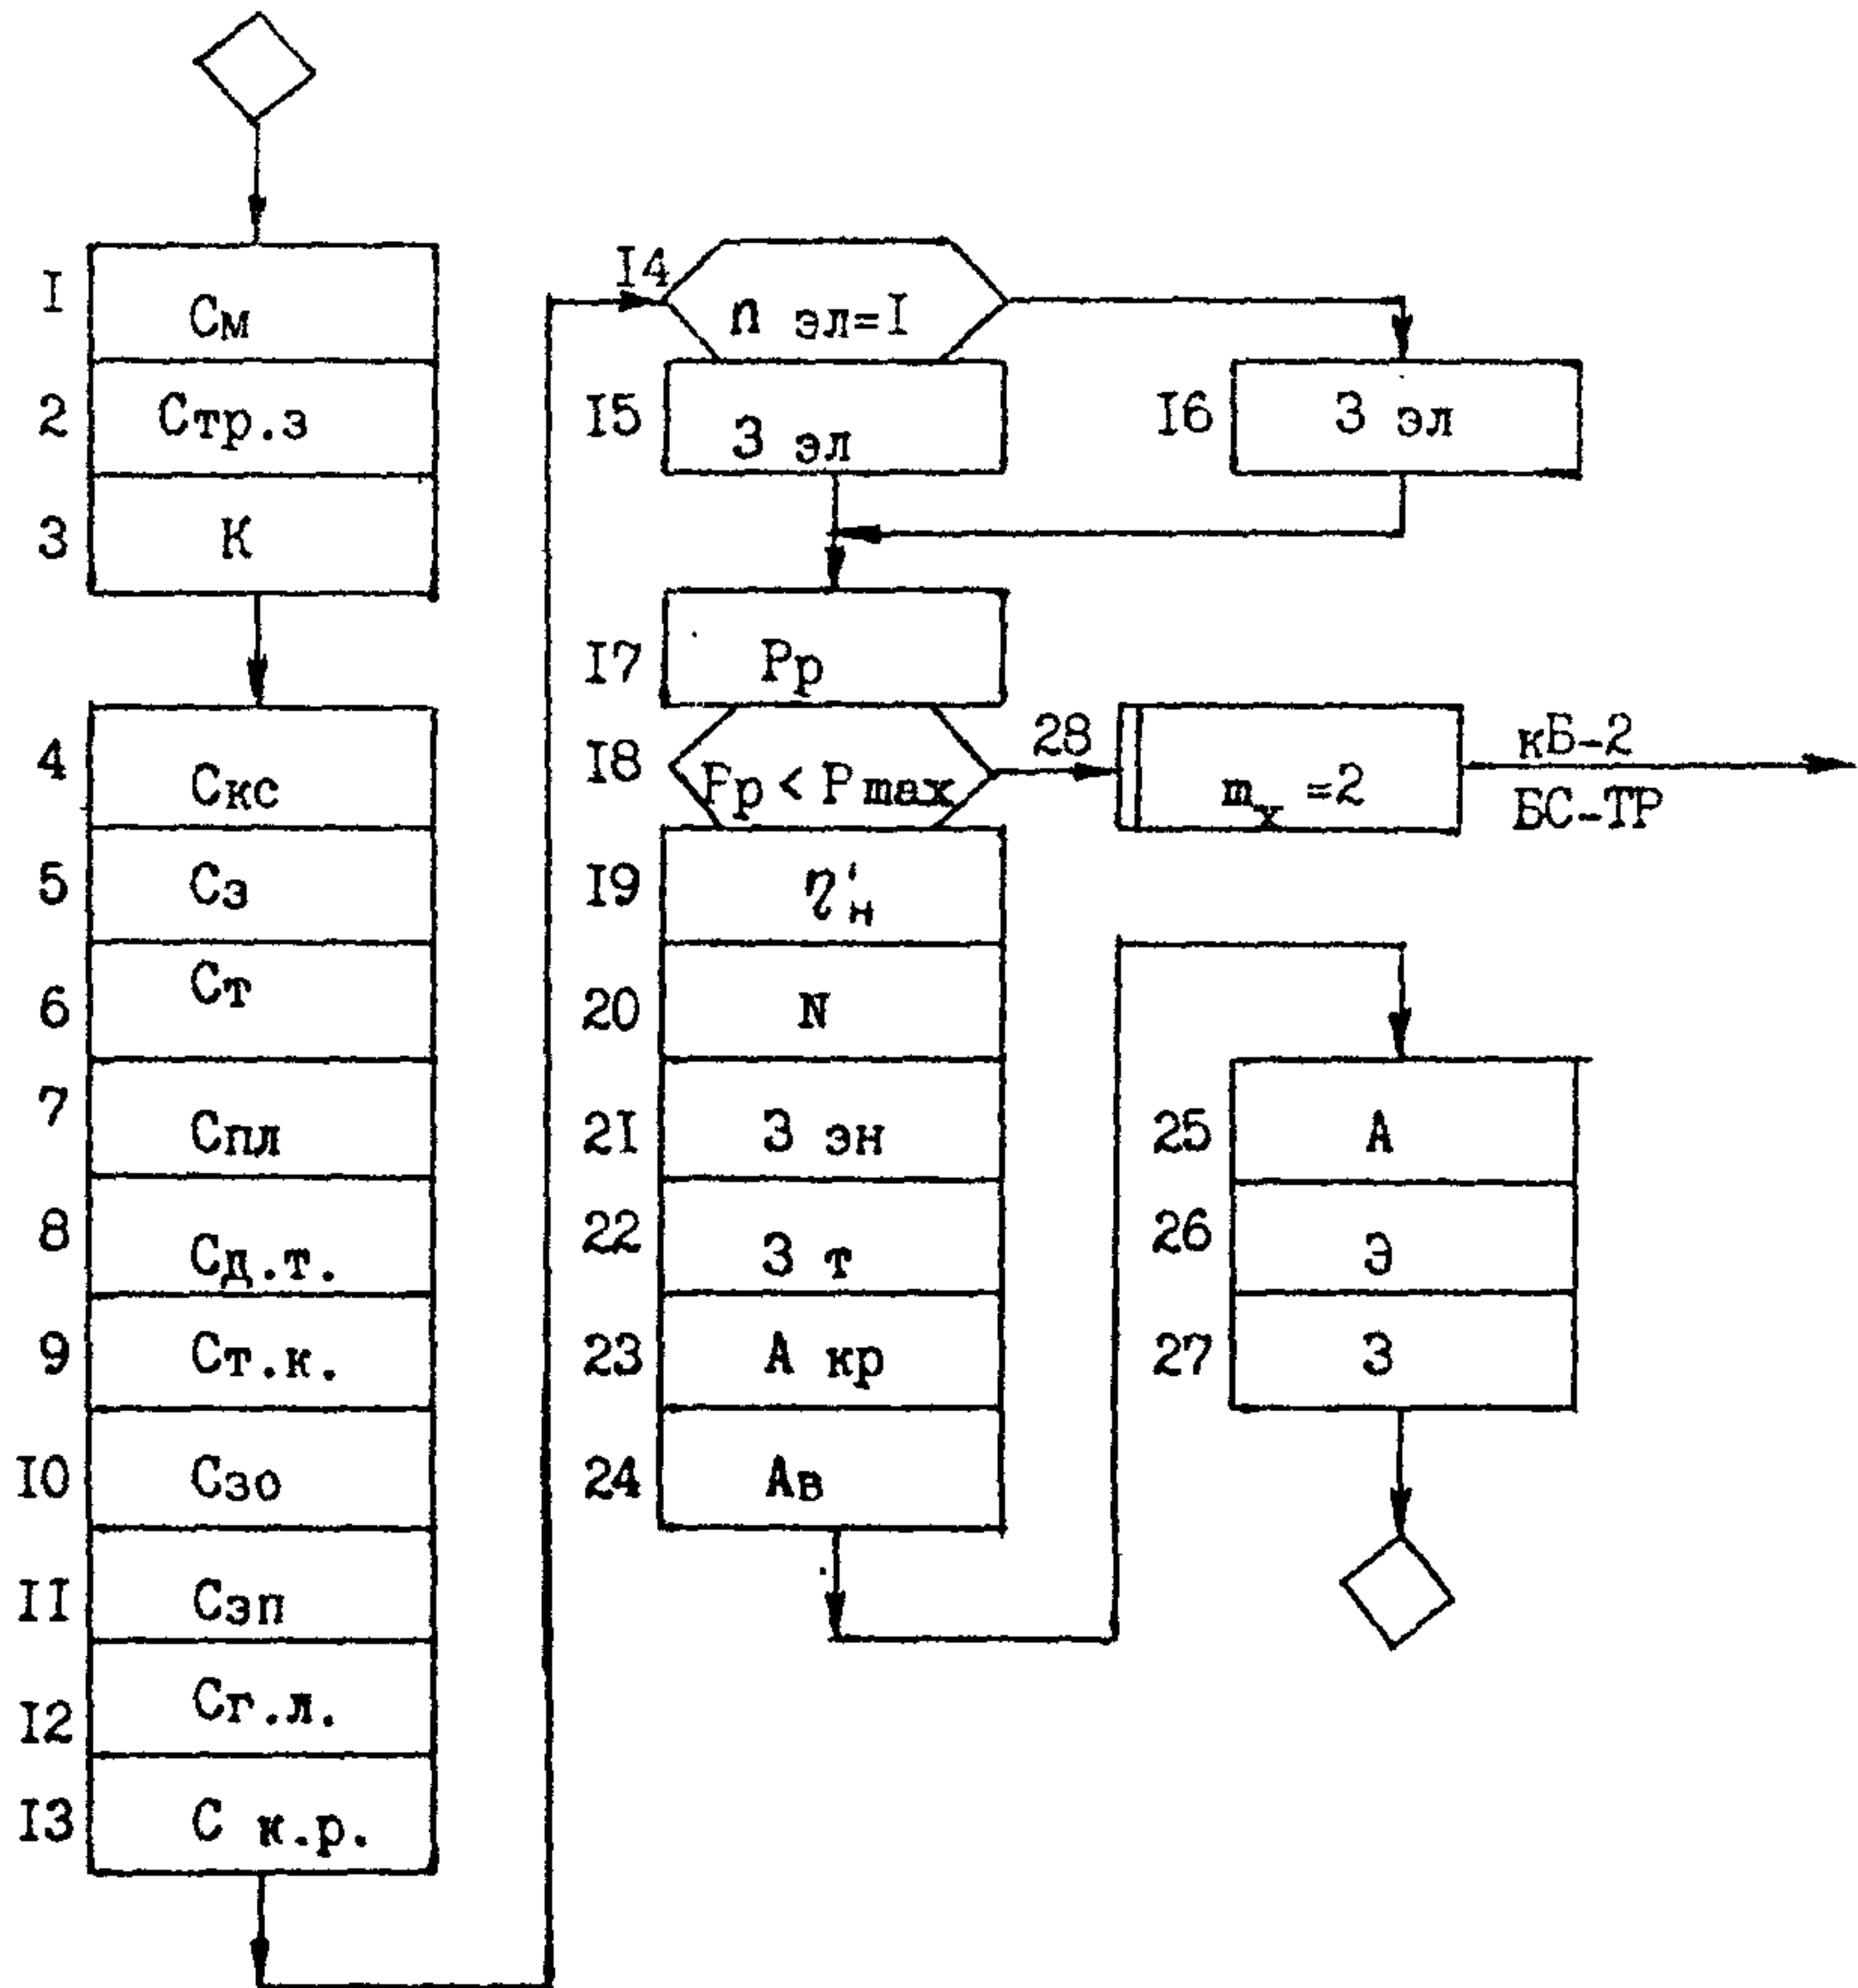 I См
2 Стр.з
3 К
4 Скс
5 Сз
6 Ст
7 Спл
8 Сд.т.
9 Ст.к.
I0 Сзо
II Сзп
I2 Сг.л.
I3 С к.р.
I4 n эл=I
I5 З эл
I6 З эл
I7 Рр
I8 Рр < Рmax
28 m х =2
кБ-2
БС-ТР
I9 η'н
20 N
2I З эн
22 З т
23 А кр
24 Ав
25 А
26 Э
27 З